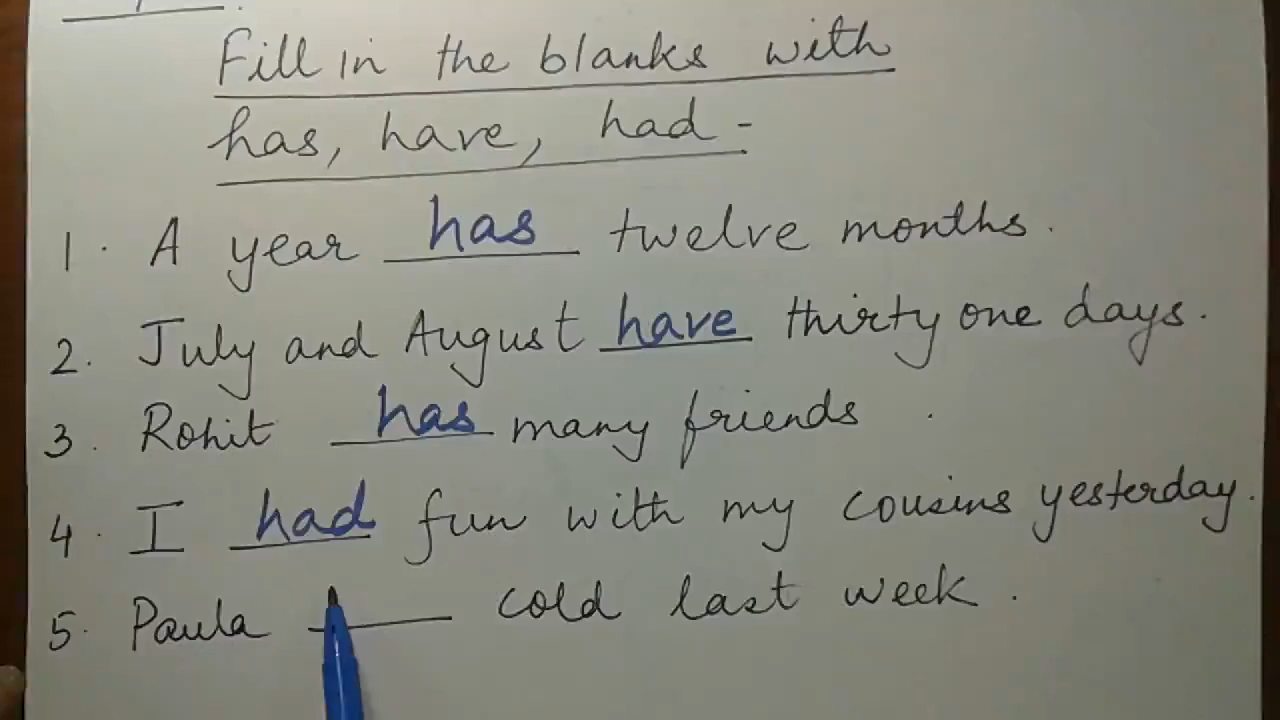 Fill in the blanks with
has, have, had -
1. A year has twelve months.
2. July and August have thirty one days.
3. Rohit has many friends .
4. I had fun with my cousins yesterday.
5. Paula ____ cold last week.